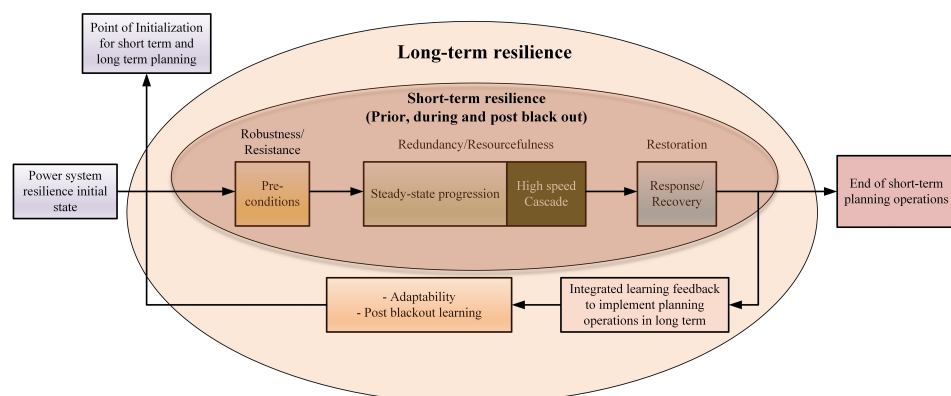 Point of Initialization
for short term and
long term planning
Long-term resilience
Short-term resilience
(Prior, during and post black out)
Robustness/
Resistance
Redundancy/Resourcefulness
Restoration
Power system
resilience initial
state
Pre-
conditions
Steady-state progression
High speed
Cascade
Response/
Recovery
End of short-term
planning operations
- Adaptability
- Post blackout learning
Integrated learning feedback
to implement planning
operations in long term